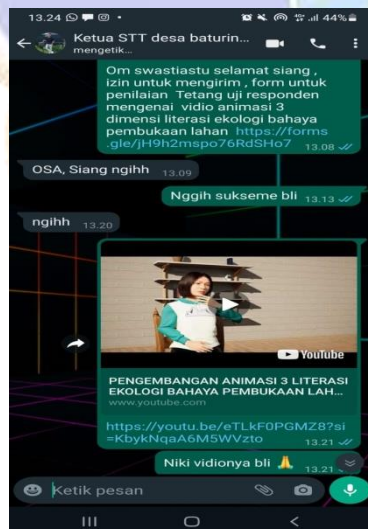 13.24
44%
Ketua STT desa baturin...
mengetik...
Om swastiastu selamat siang ,
izin untuk mengirim , form untuk
penilaian Tetang uji responden
mengenai vidio animasi 3
dimensi literasi ekologi bahaya
pembukaan lahan https://forms
.gle/jH9h2mspo76RdSHo7 13.08
OSA, Siang ngihh 13.09
Nggih sukseme bli 13.13
ngihh 13.20
YouTube
PENGEMBANGAN ANIMASI 3 LITERASI
EKOLOGI BAHAYA PEMBUKAAN LAH...
www.youtube.com
https://youtu.be/eTLkF0PGMZ8?si
=KbykNqaA6M5WVzto 13.21
Niki vidionya bli 🙏 13.21
Ketik pesan